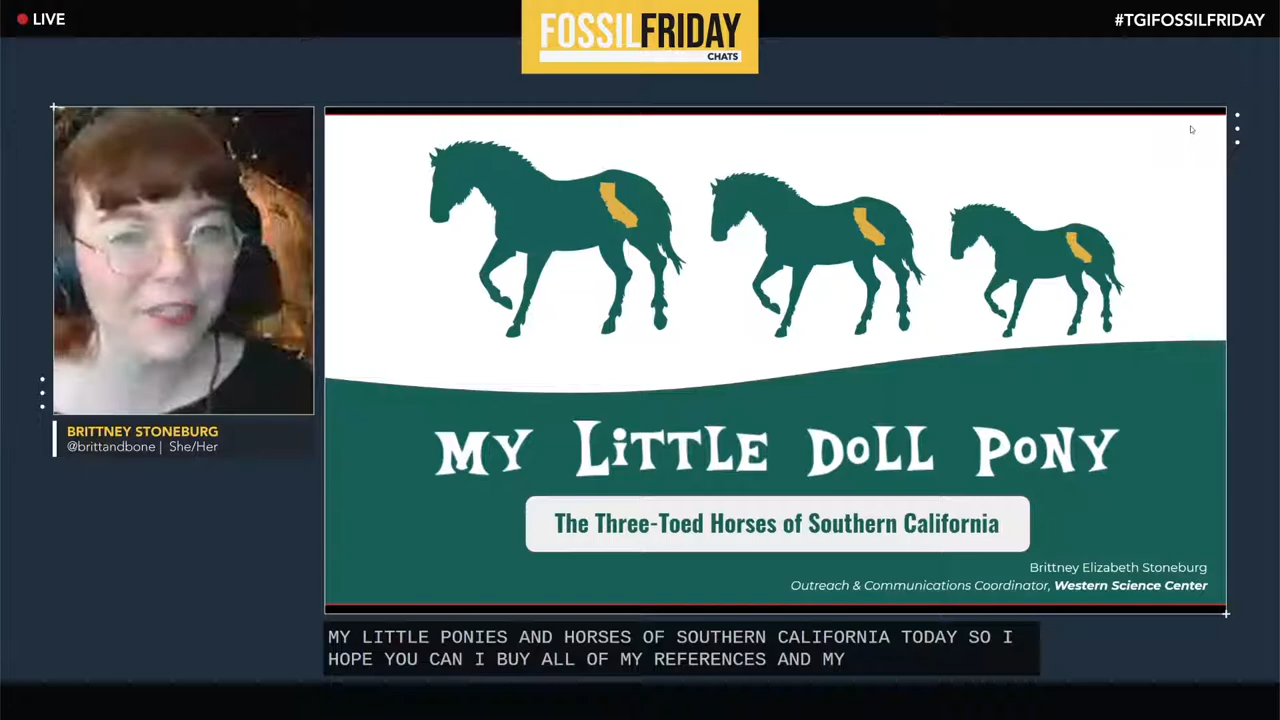 LIVE
FOSSILFRIDAY
CHATS
#TGIFOSSILFRIDAY
BRITTNEY STONEBURG
@brittandbone | She/Her
MY LiTTLE DoLL PoNY
The Three-Toed Horses of Southern California
Brittney Elizabeth Stoneburg
Outreach & Communications Coordinator, Western Science Center
MY LITTLE PONIES AND HORSES OF SOUTHERN CALIFORNIA TODAY SO I
HOPE YOU CAN I BUY ALL OF MY REFERENCES AND MY